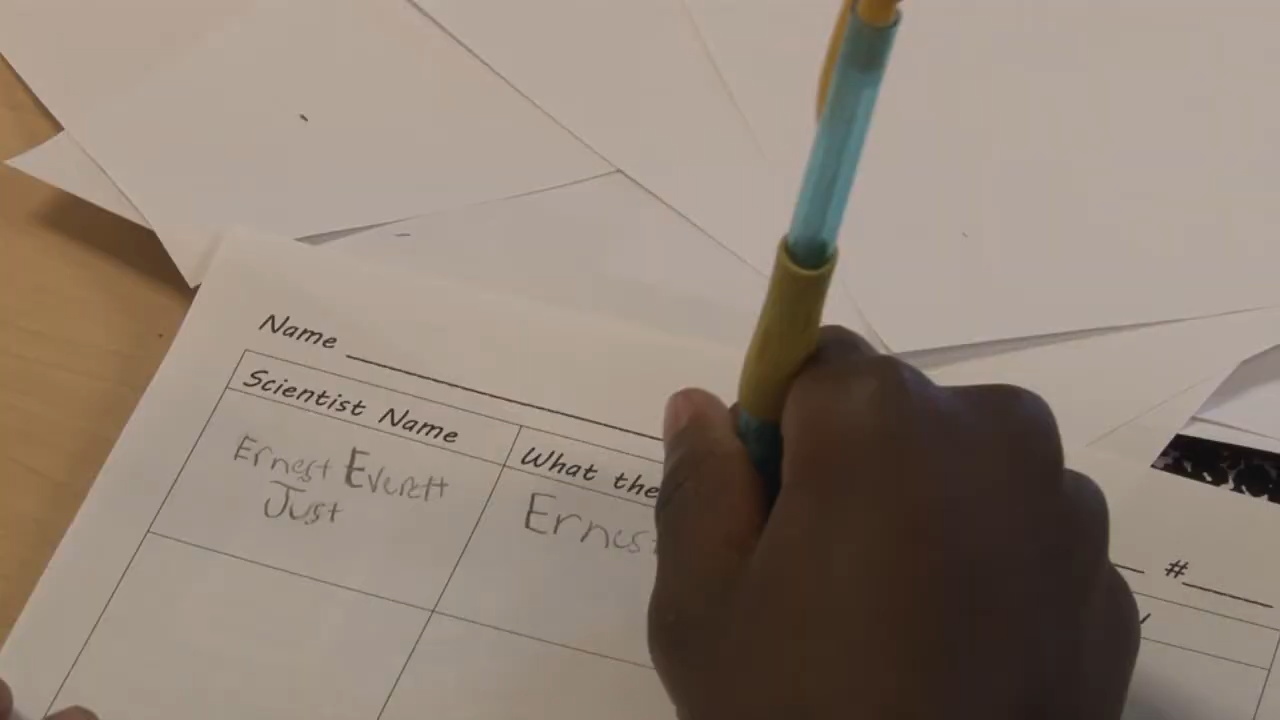 Name
Scientist Name
What the
Ernest Everett
Just
Ernest
#